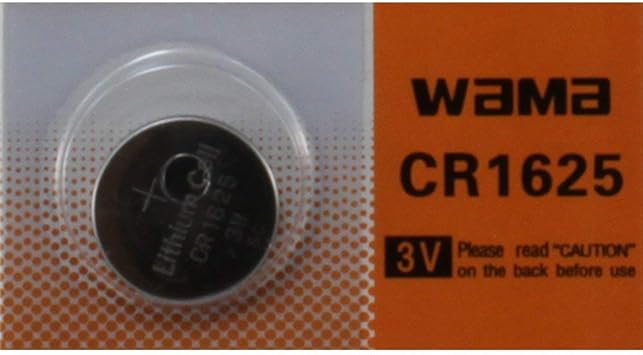 +
Lithium Cell
CR1625
3V
WaMa
CR1625
3V
Please read "CAUTION"
on the back before use